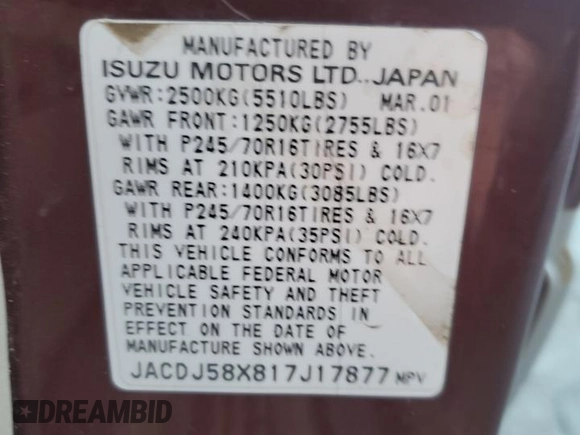 MANUFACTURED BY
ISUZU MOTORS LTD., JAPAN
GVWR:2500KG(5510LBS) MAR.01
GAWR FRONT:1250KG(2755LBS)
WITH P245/70R16TIRES & 16X7
RIMS AT 210KPA(30PSI) COLD.
GAWR REAR:1400KG(3085LBS)
WITH P245/70R16TIRES & 16X7
RIMS AT 240KPA(35PSI) COLD.
THIS VEHICLE CONFORMS TO ALL
APPLICABLE FEDERAL MOTOR
VEHICLE SAFETY AND THEFT
PREVENTION STANDARDS IN
EFFECT ON THE DATE OF
MANUFACTURE SHOWN ABOVE.
JACDJ58X817J17877 MPV
DREAMBID